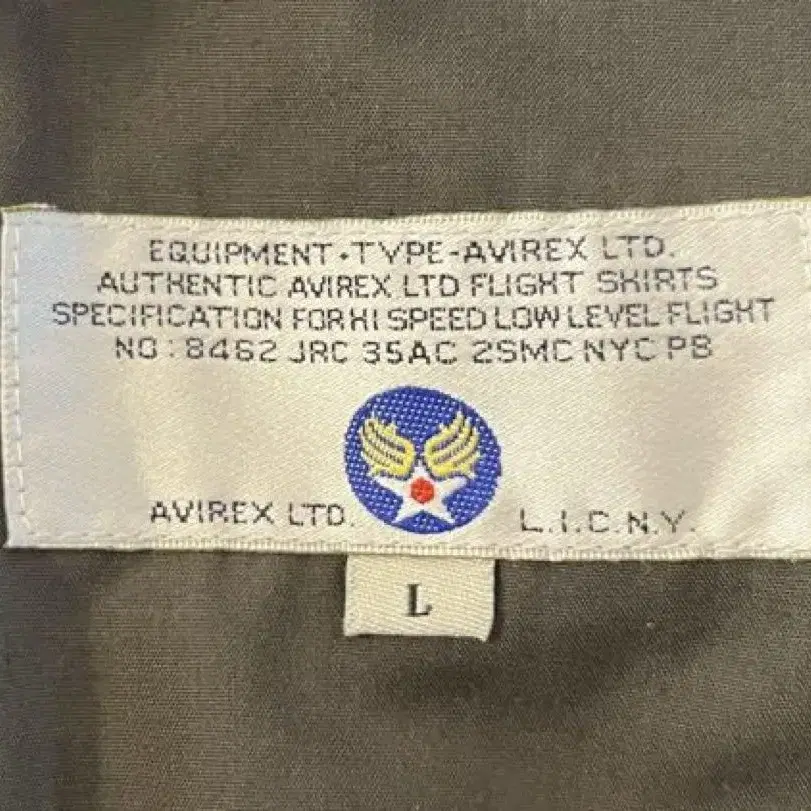 EQUIPMENT·TYPE-AVIREX LTD.
AUTHENTIC AVIREX LTD FLIGHT SHIRTS
SPECIFICATION FOR HI SPEED LOW LEVEL FLIGHT
NO:8462 JRC 35AC 2SMC NYC PB
AVIREX LTD. L.I.C.N.Y.
L